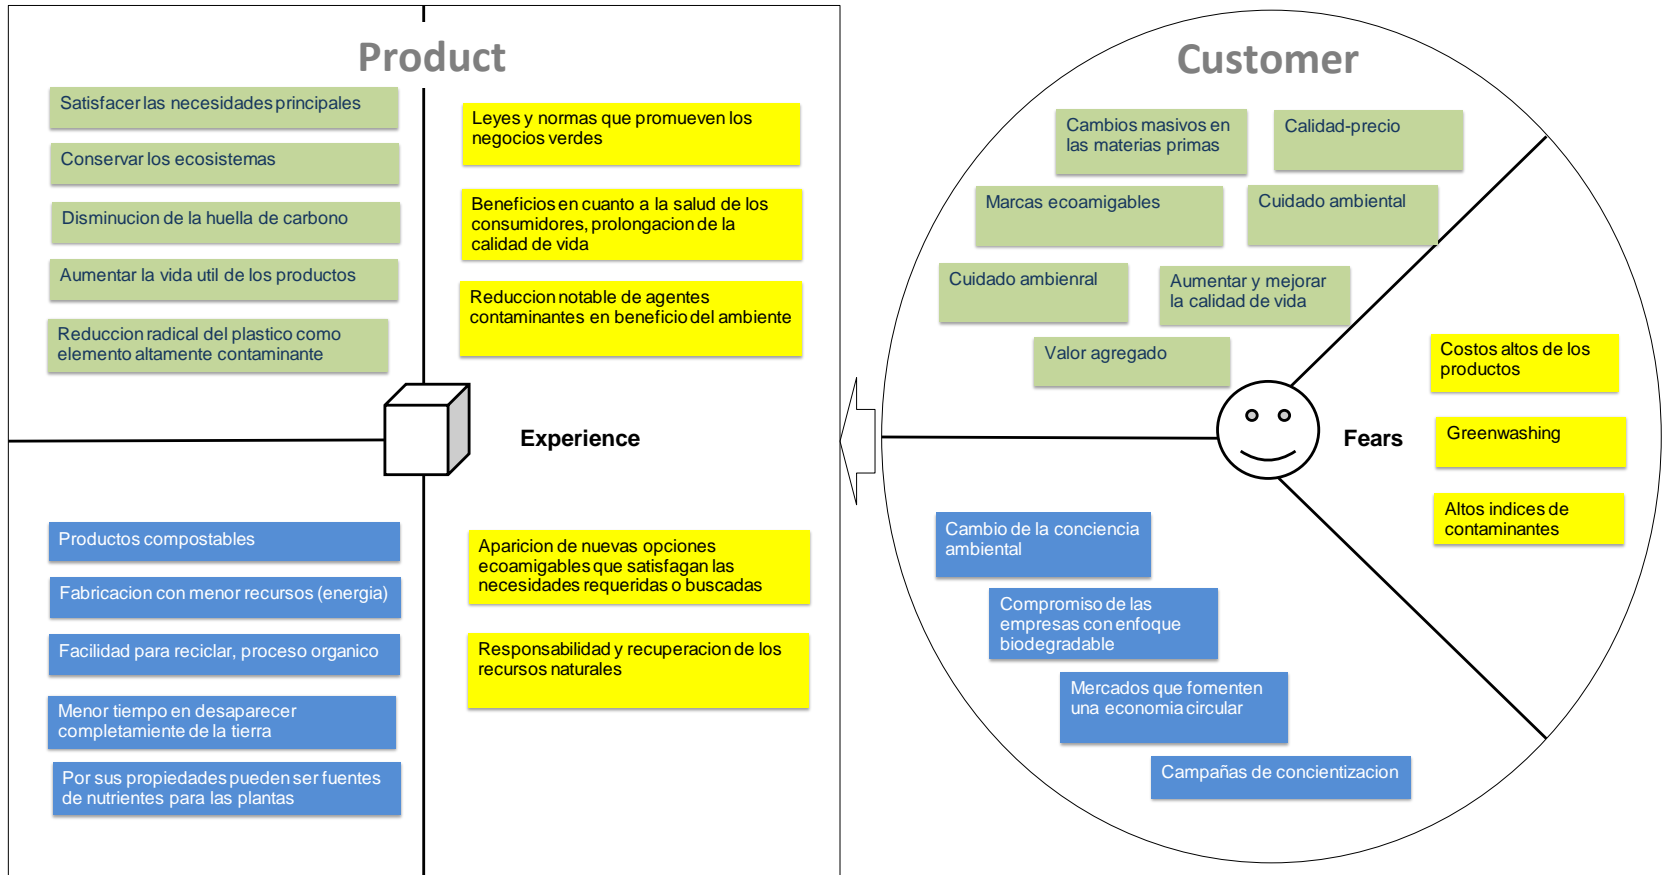 Product
Satisfacer las necesidades principales
Conservar los ecosistemas
Disminucion de la huella de carbono
Aumentar la vida util de los productos
Reduccion radical del plastico como
elemento altamente contaminante
Leyes y normas que promueven los
negocios verdes
Beneficios en cuanto a la salud de los
consumidores, prolongacion de la
calidad de vida
Reduccion notable de agentes
contaminantes en beneficio del ambiente
Experience
Productos compostables
Fabricacion con menor recursos (energia)
Facilidad para reciclar, proceso organico
Menor tiempo en desaparecer
completamiente de la tierra
Por sus propiedades pueden ser fuentes
de nutrientes para las plantas
Aparicion de nuevas opciones
ecoamigables que satisfagan las
necesidades requeridas o buscadas
Responsabilidad y recuperacion de los
recursos naturales
Customer
Cambios masivos en
las materias primas
Calidad-precio
Marcas ecoamigables
Cuidado ambiental
Cuidado ambienral
Aumentar y mejorar
la calidad de vida
Valor agregado
Costos altos de los
productos
Fears
Greenwashing
Altos indices de
contaminantes
Cambio de la conciencia
ambiental
Compromiso de las
empresas con enfoque
biodegradable
Mercados que fomenten
una economia circular
Campañas de concientizacion